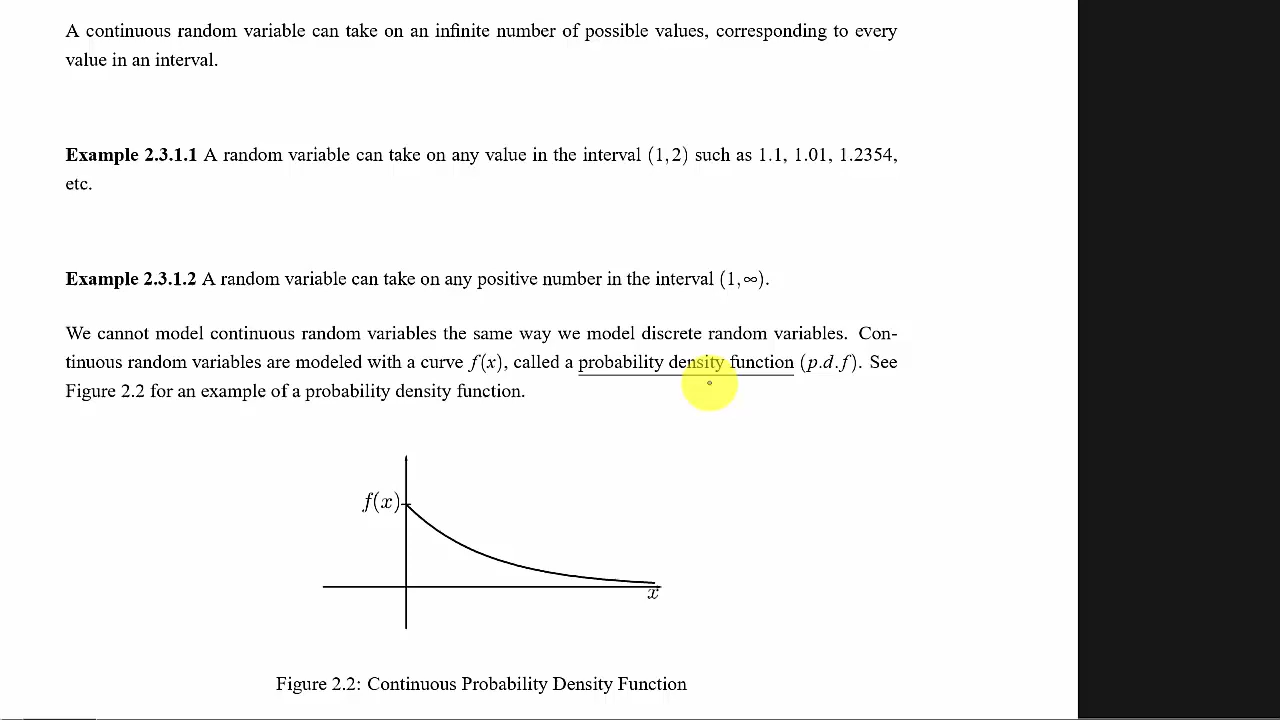 A continuous random variable can take on an infinite number of possible values, corresponding to every
value in an interval.
Example 2.3.1.1 A random variable can take on any value in the interval (1,2) such as 1.1, 1.01, 1.2354,
etc.
Example 2.3.1.2 A random variable can take on any positive number in the interval (1,∞).
We cannot model continuous random variables the same way we model discrete random variables. Con-
tinuous random variables are modeled with a curve f(x), called a probability density function (p.d.f). See
Figure 2.2 for an example of a probability density function.
f(x)
x
Figure 2.2: Continuous Probability Density Function